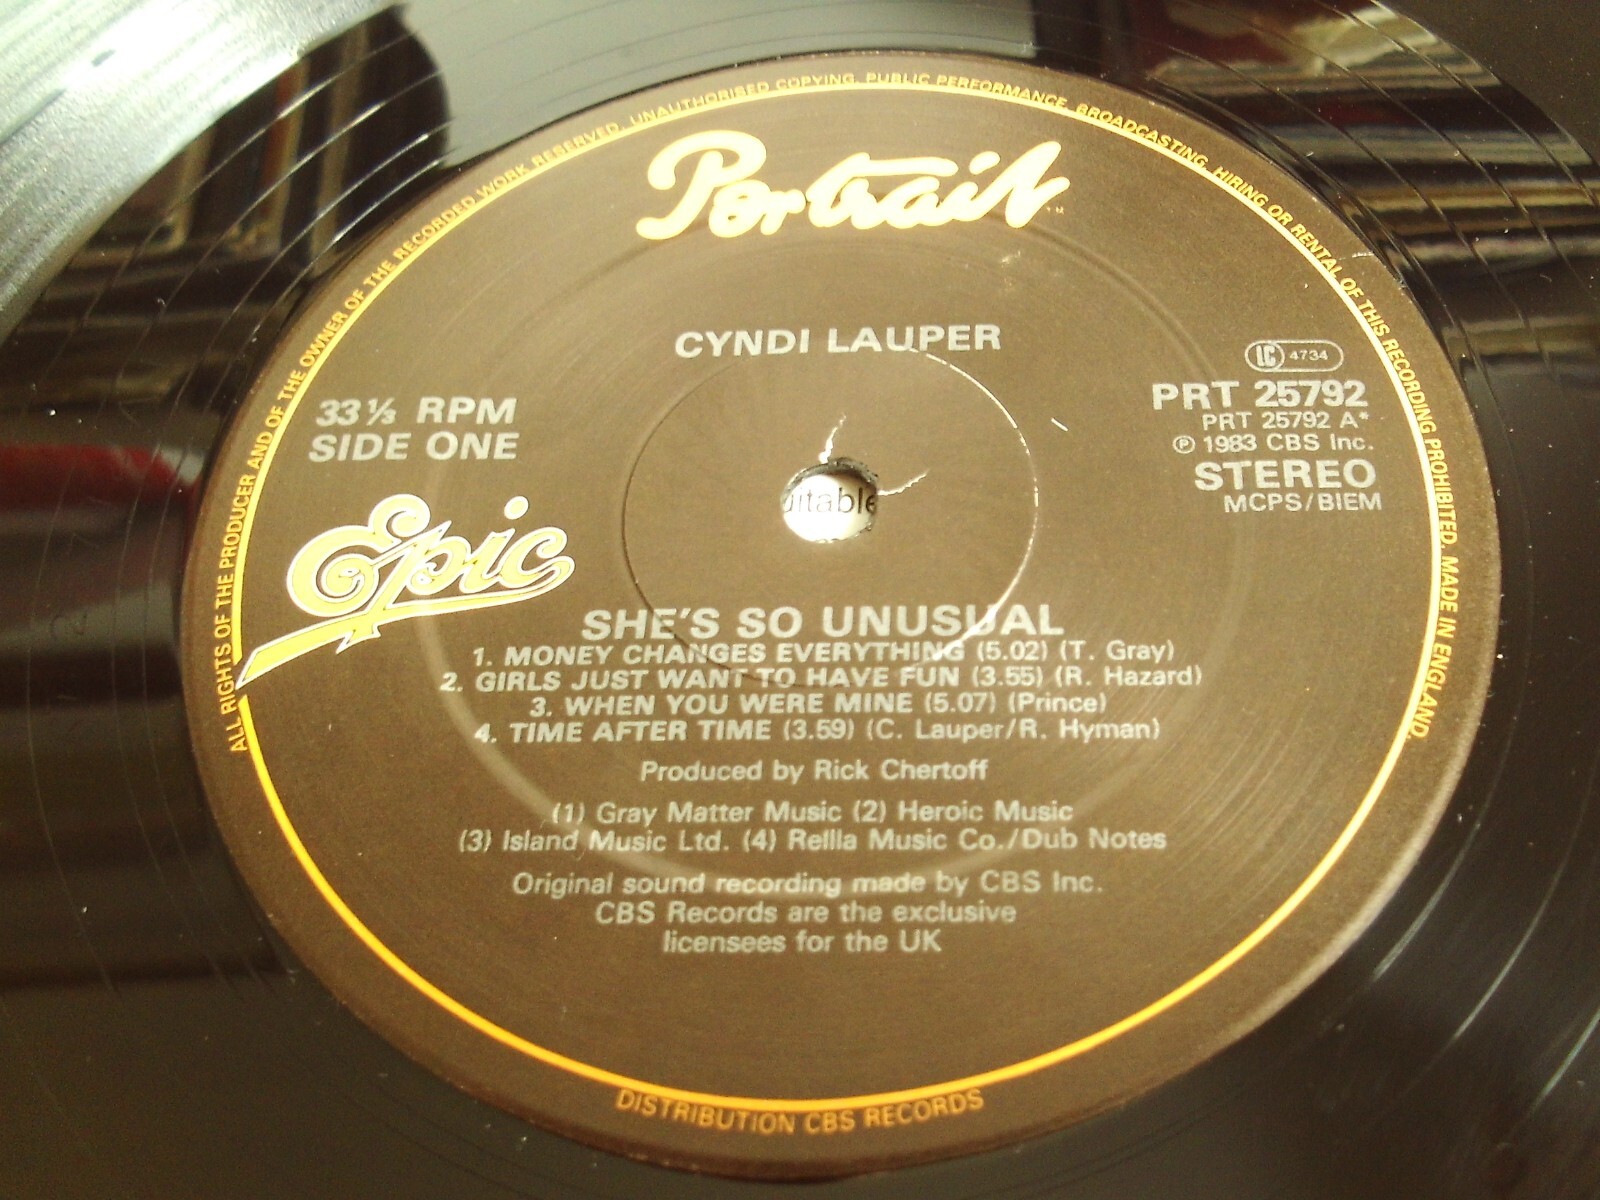 ALL RIGHTS OF THE PRODUCER AND OF THE OWNER OF THE RECORDED WORK RESERVED. UNAUTHORISED COPYING, PUBLIC PERFORMANCE, BROADCASTING, HIRING OR RENTAL OF THIS RECORDING PROHIBITED. MADE IN ENGLAND.
Portrait
TM
CYNDI LAUPER
33⅓ RPM
SIDE ONE
LC 4734
PRT 25792
PRT 25792 A*
℗ 1983 CBS Inc.
STEREO
MCPS/BIEM
Epic
uitable
SHE'S SO UNUSUAL
1. MONEY CHANGES EVERYTHING (5.02) (T. Gray)
2. GIRLS JUST WANT TO HAVE FUN (3.55) (R. Hazard)
3. WHEN YOU WERE MINE (5.07) (Prince)
4. TIME AFTER TIME (3.59) (C. Lauper/R. Hyman)
Produced by Rick Chertoff
(1) Gray Matter Music (2) Heroic Music
(3) Island Music Ltd. (4) Rellla Music Co./Dub Notes
Original sound recording made by CBS Inc.
CBS Records are the exclusive
licensees for the UK
DISTRIBUTION CBS RECORDS